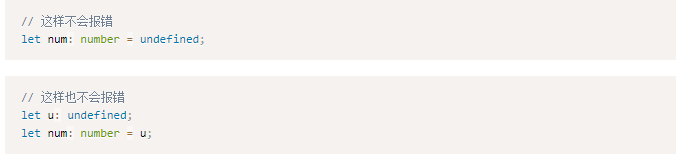 // 这样不会报错
let num: number = undefined;
// 这样也不会报错
let u: undefined;
let num: number = u;